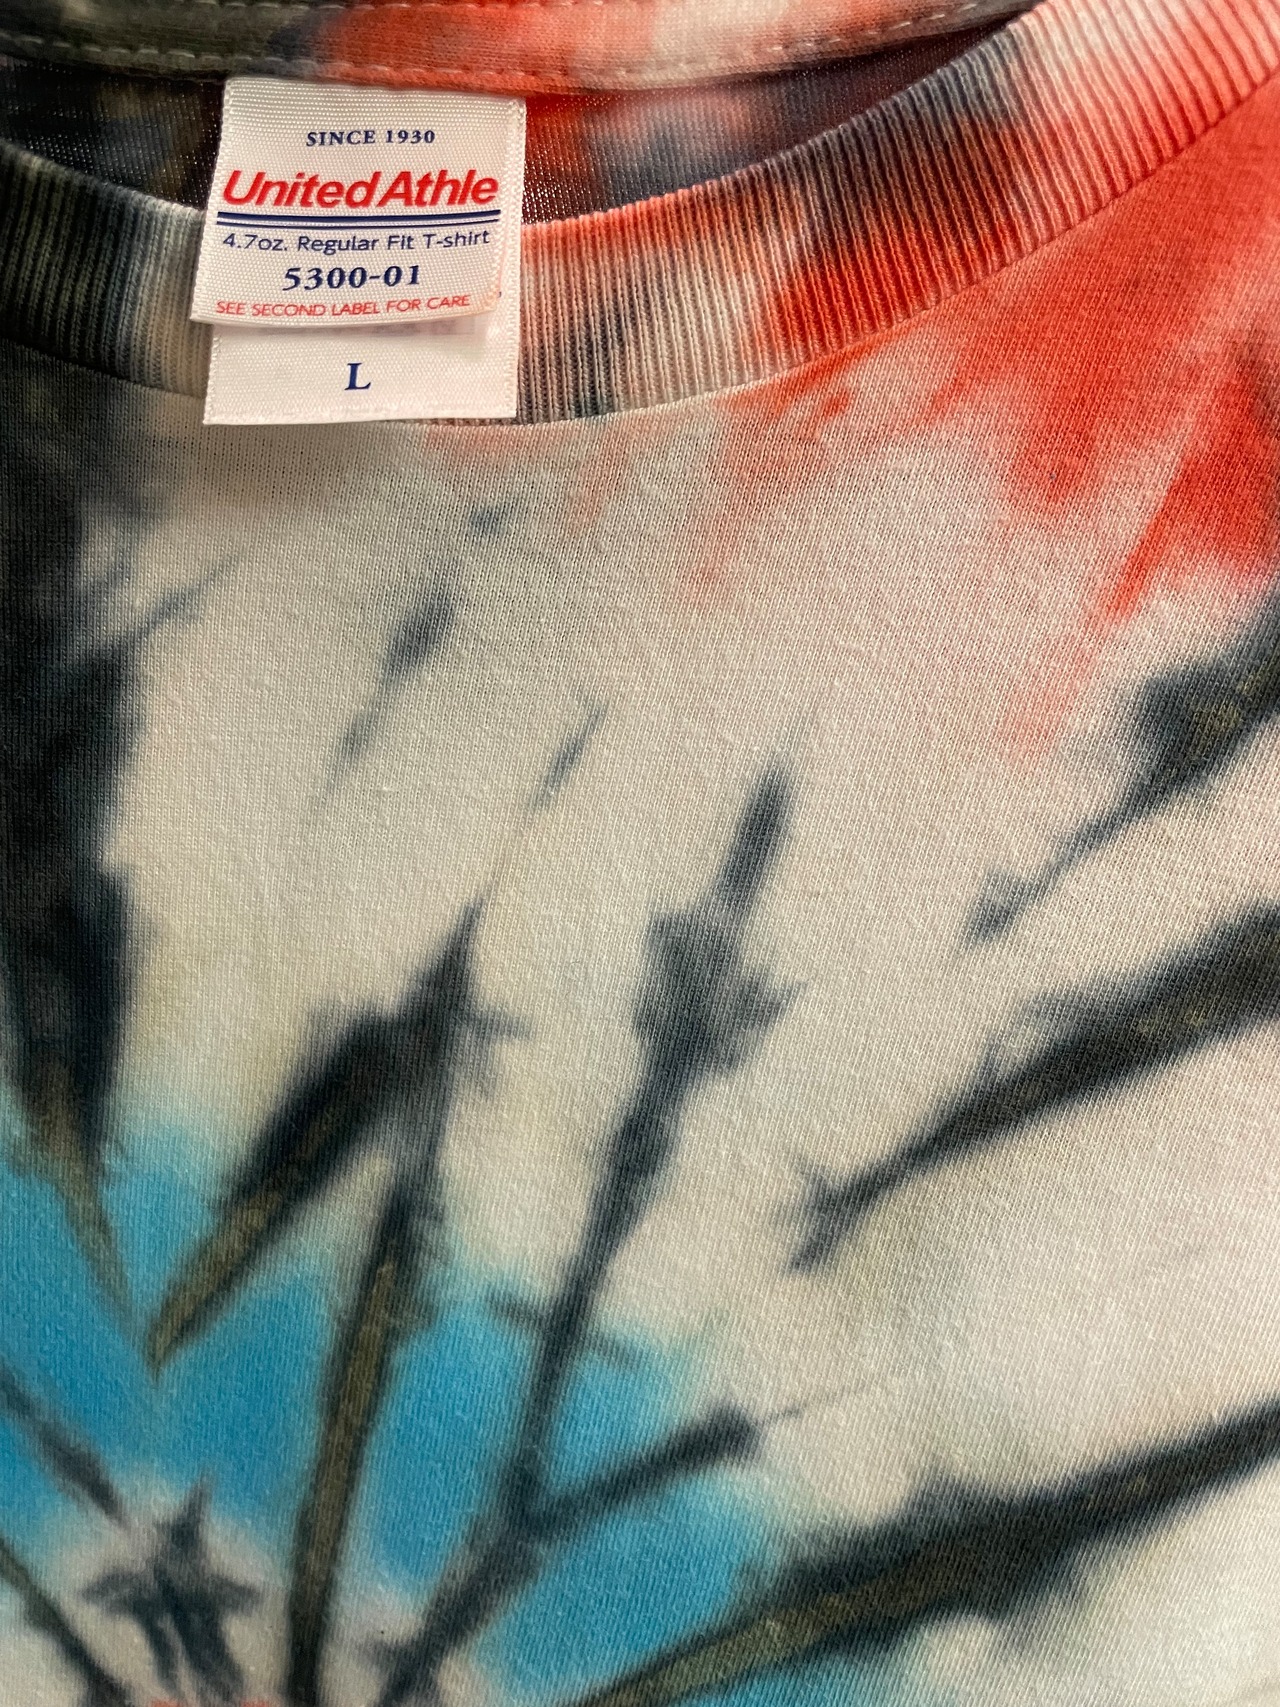 SINCE 1930
United Athle
4.7oz. Regular Fit T-shirt
5300-01
SEE SECOND LABEL FOR CARE
L